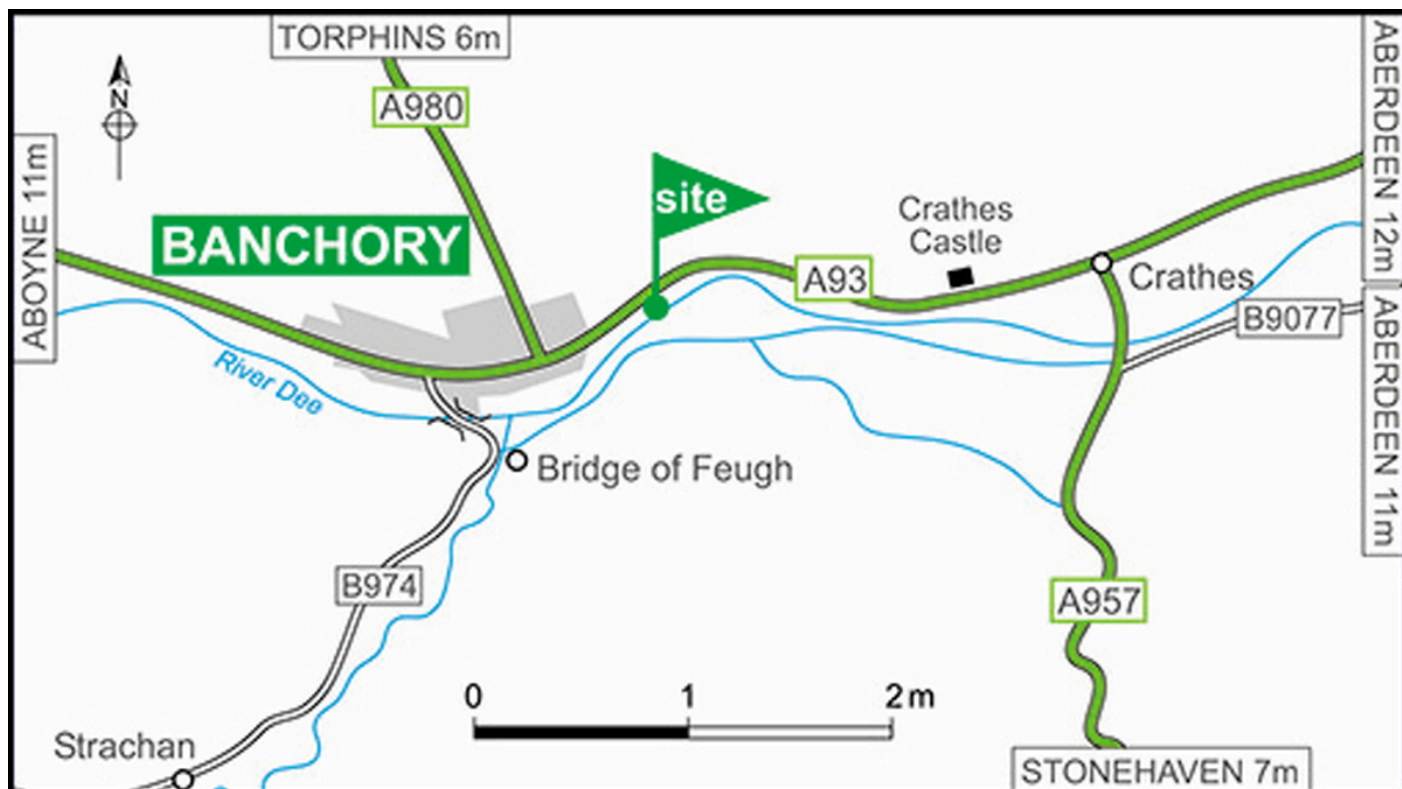 TORPHINS 6m
N
A980
ABERDEEN 12m
ABOYNE 11m
site
BANCHORY
Crathes
Castle
A93
Crathes
B9077
ABERDEEN 11m
River Dee
Bridge of Feugh
B974
A957
0 1 2 m
Strachan
STONEHAVEN 7m